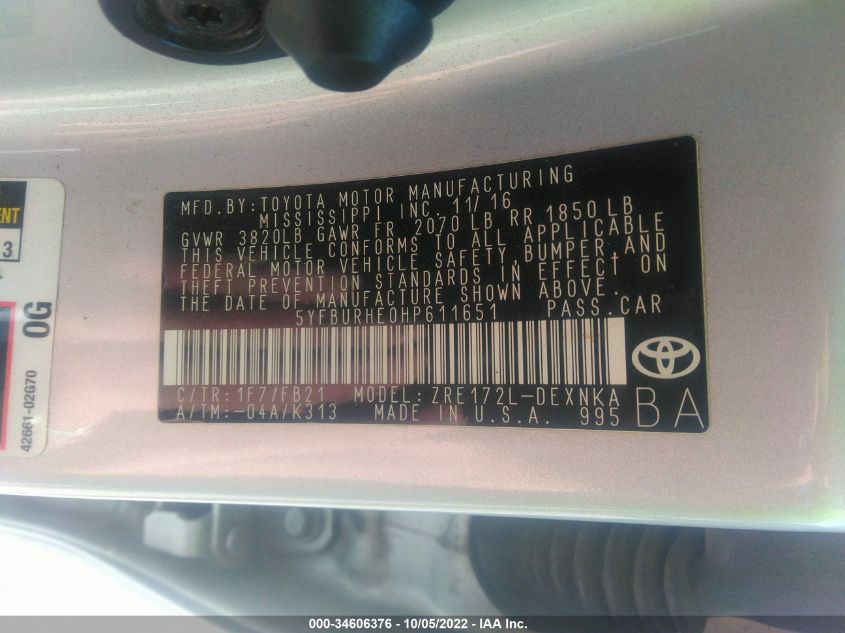 MFD.BY:TOYOTA MOTOR MANUFACTURING
MISSISSIPPI INC. 11/16
GVWR 3820LB GAWR FR 2070 LB RR 1850 LB
THIS VEHICLE CONFORMS TO ALL APPLICABLE
FEDERAL MOTOR VEHICLE SAFETY,BUMPER,AND
THEFT PREVENTION STANDARDS IN EFFECT ON
THE DATE OF MANUFACTURE SHOWN ABOVE.
5YFBURHE0HP611651 PASS.CAR
C/TR:1F7/FB21 MODEL:ZRE172L-DEXNKA
A/TM:-04A/K313 MADE IN U.S.A. 995
BA
3
0G
42661-02G70
000-34606376 - 10/05/2022 - IAA Inc.